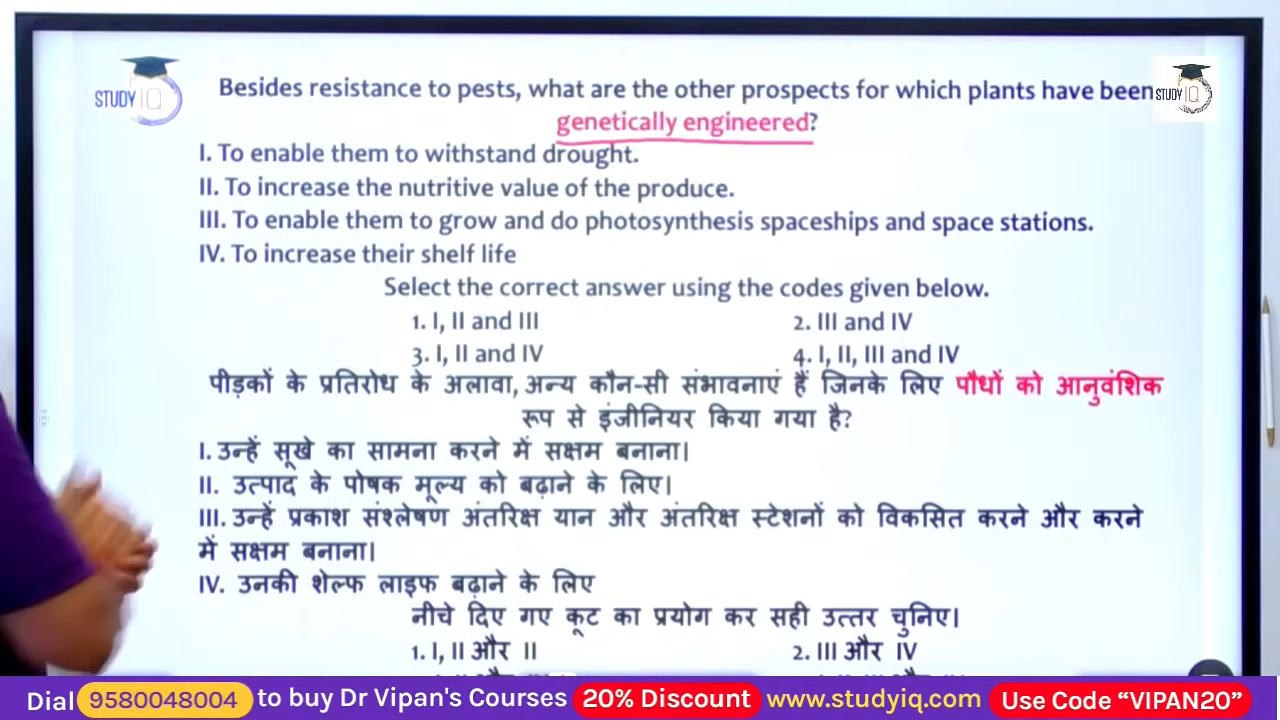 STUDY IQ
STUDY IQ
Besides resistance to pests, what are the other prospects for which plants have been
genetically engineered?
I. To enable them to withstand drought.
II. To increase the nutritive value of the produce.
III. To enable them to grow and do photosynthesis spaceships and space stations.
IV. To increase their shelf life
Select the correct answer using the codes given below.
1. I, II and III 2. III and IV
3. I, II and IV 4. I, II, III and IV
पीड़कों के प्रतिरोध के अलावा, अन्य कौन-सी संभावनाएं हैं जिनके लिए पौधों को आनुवंशिक
रूप से इंजीनियर किया गया है?
I. उन्हें सूखे का सामना करने में सक्षम बनाना।
II. उत्पाद के पोषक मूल्य को बढ़ाने के लिए।
III. उन्हें प्रकाश संश्लेषण अंतरिक्ष यान और अंतरिक्ष स्टेशनों को विकसित करने और करने
में सक्षम बनाना।
IV. उनकी शेल्फ लाइफ बढ़ाने के लिए
नीचे दिए गए कूट का प्रयोग कर सही उत्तर चुनिए।
1. I, II और II 2. III और IV
Dial 9580048004 to buy Dr Vipan's Courses 20% Discount www.studyiq.com Use Code “VIPAN20”